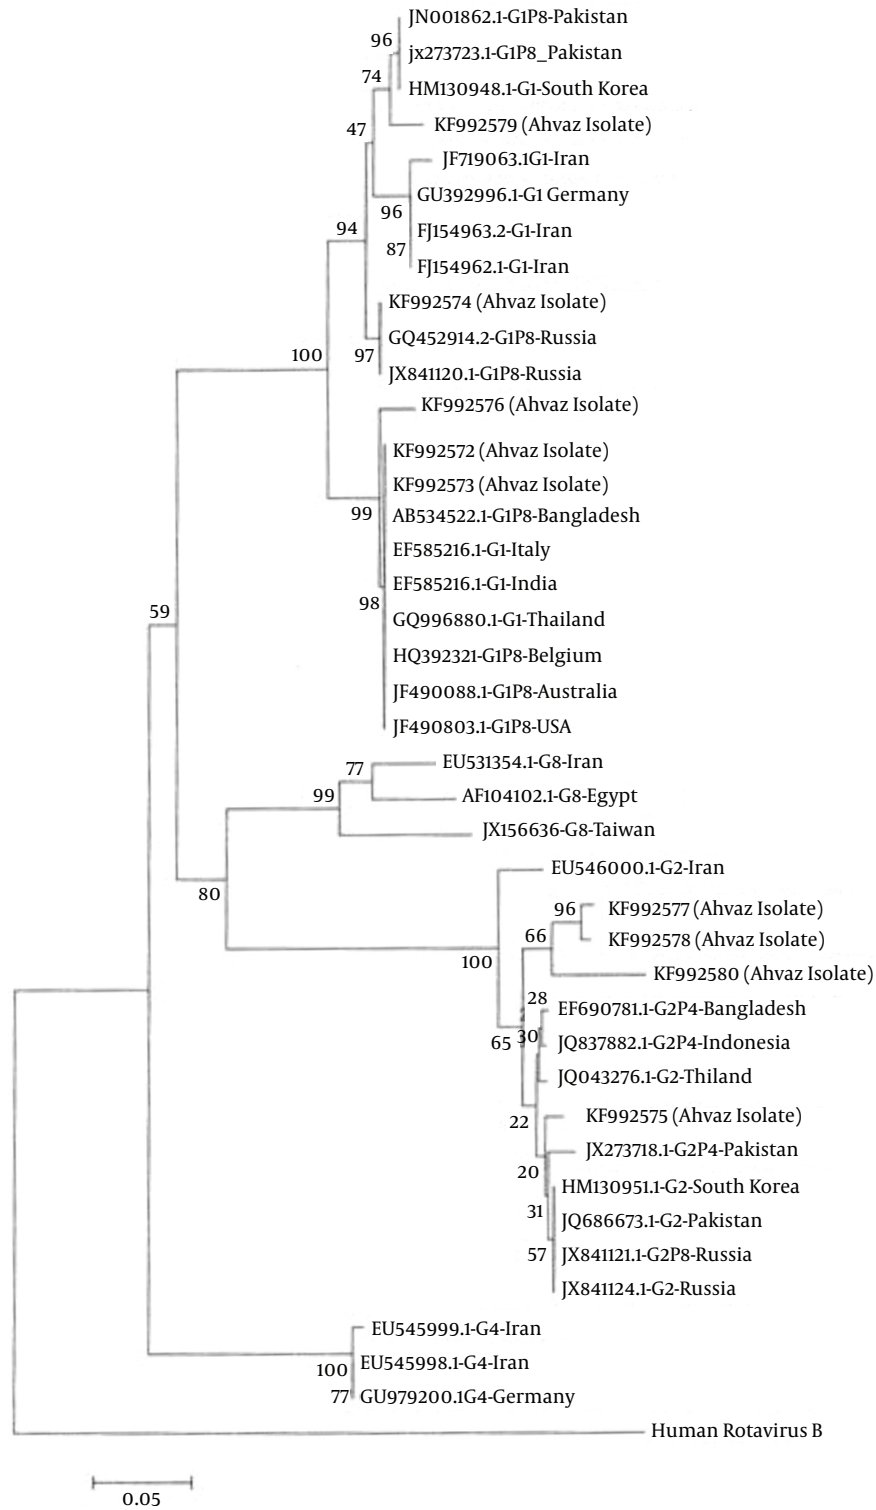 JN001862.1-G1P8-Pakistan
96
jx273723.1-G1P8_Pakistan
74
HM130948.1-G1-South Korea
47
KF992579 (Ahvaz Isolate)
JF719063.1G1-Iran
GU392996.1-G1 Germany
96
94
FJ154963.2-G1-Iran
87
FJ154962.1-G1-Iran
KF992574 (Ahvaz Isolate)
GQ452914.2-G1P8-Russia
100
97
JX841120.1-G1P8-Russia
KF992576 (Ahvaz Isolate)
KF992572 (Ahvaz Isolate)
KF992573 (Ahvaz Isolate)
99
AB534522.1-G1P8-Bangladesh
EF585216.1-G1-Italy
EF585216.1-G1-India
98
59
GQ996880.1-G1-Thailand
HQ392321-G1P8-Belgium
JF490088.1-G1P8-Australia
JF490803.1-G1P8-USA
EU531354.1-G8-Iran
77
99
AF104102.1-G8-Egypt
JX156636-G8-Taiwan
EU546000.1-G2-Iran
80
96
KF992577 (Ahvaz Isolate)
66
KF992578 (Ahvaz Isolate)
100
KF992580 (Ahvaz Isolate)
28
EF690781.1-G2P4-Bangladesh
65
30
JQ837882.1-G2P4-Indonesia
JQ043276.1-G2-Thiland
22
KF992575 (Ahvaz Isolate)
JX273718.1-G2P4-Pakistan
20
HM130951.1-G2-South Korea
31
JQ686673.1-G2-Pakistan
57
JX841121.1-G2P8-Russia
JX841124.1-G2-Russia
EU545999.1-G4-Iran
100
EU545998.1-G4-Iran
77
GU979200.1G4-Germany
Human Rotavirus B
0.05